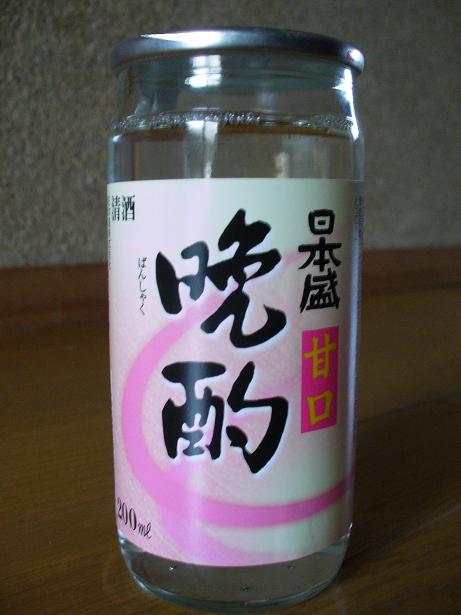 日本盛
甘口
晩酌
ばんしゃく
清酒
200ml